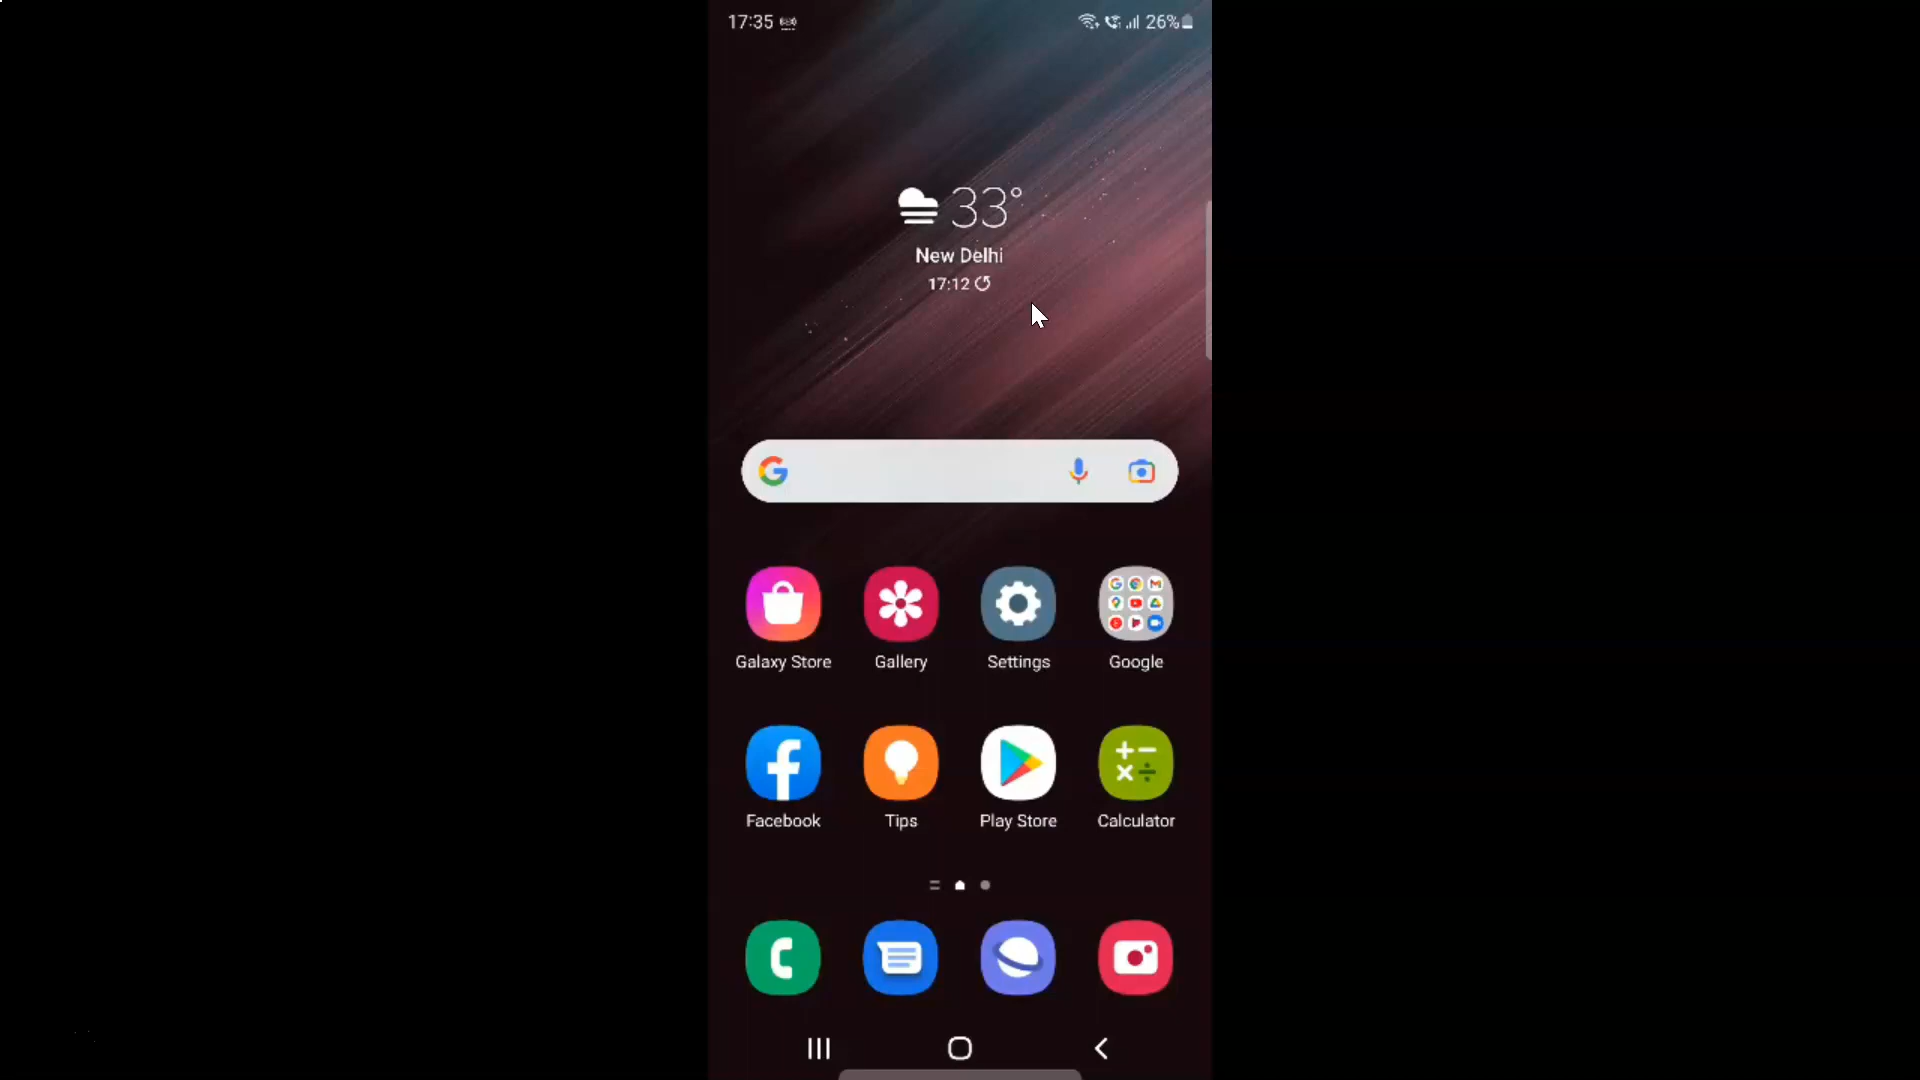 17:35
26%
33°
New Delhi
17:12
Galaxy Store
Gallery
Settings
Google
Facebook
Tips
Play Store
Calculator